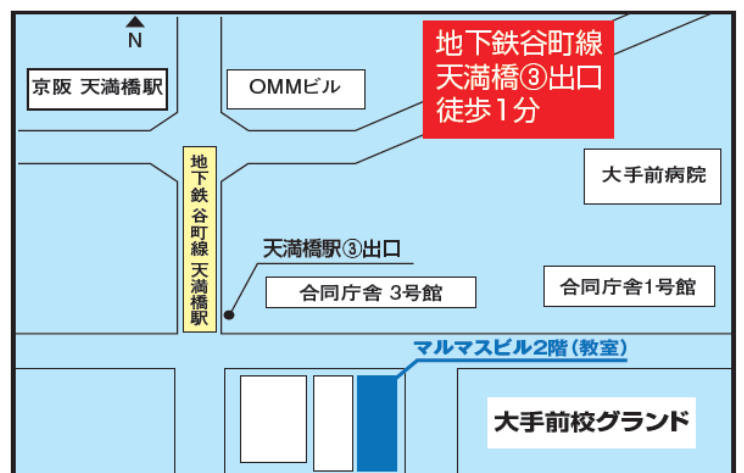 N
京阪 天満橋駅
OMMビル
地下鉄谷町線
天満橋③出口
徒歩1分
地下鉄 谷町線 天満橋駅
大手前病院
天満橋駅③出口
合同庁舎 3号館
合同庁舎1号館
マルマスビル2階(教室)
大手前校グランド